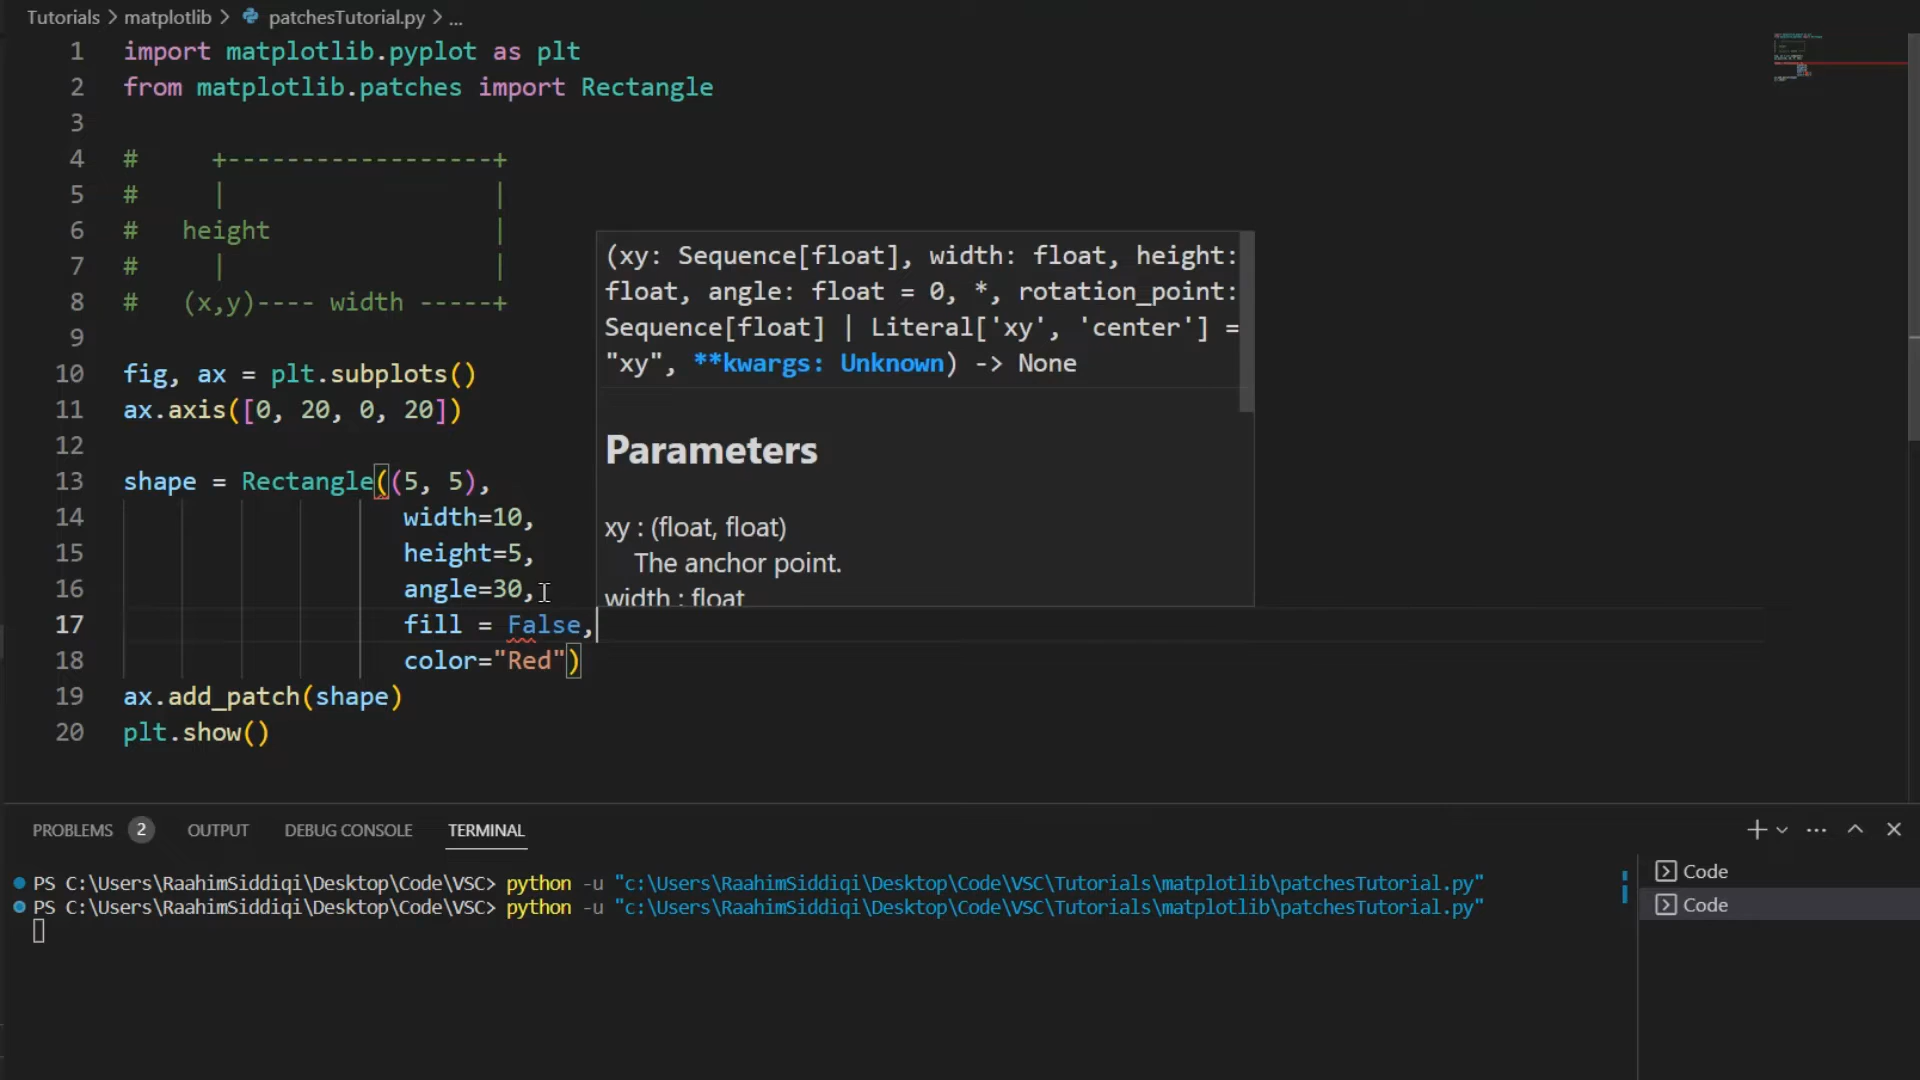 Tutorials > matplotlib > patchesTutorial.py > ...
1 import matplotlib.pyplot as plt
2 from matplotlib.patches import Rectangle
3
4 #     +------------------+
5 #     |                  |
6 #   height               |
7 #     |                  |
8 #   (x,y)---- width -----+
9
10 fig, ax = plt.subplots()
11 ax.axis([0, 20, 0, 20])
12
13 shape = Rectangle((5, 5),
14                    width=10,
15                    height=5,
16                    angle=30,
17                    fill = False,
18                    color="Red")
19 ax.add_patch(shape)
20 plt.show()
(xy: Sequence[float], width: float, height:
float, angle: float = 0, *, rotation_point:
Sequence[float] | Literal['xy', 'center'] =
"xy", **kwargs: Unknown) -> None
Parameters
xy : (float, float)
The anchor point.
width : float
PROBLEMS 2 OUTPUT DEBUG CONSOLE TERMINAL
PS C:\Users\RaahimSiddiqi\Desktop\Code\VSC> python -u "c:\Users\RaahimSiddiqi\Desktop\Code\VSC\Tutorials\matplotlib\patchesTutorial.py"
PS C:\Users\RaahimSiddiqi\Desktop\Code\VSC> python -u "c:\Users\RaahimSiddiqi\Desktop\Code\VSC\Tutorials\matplotlib\patchesTutorial.py"
Code
Code